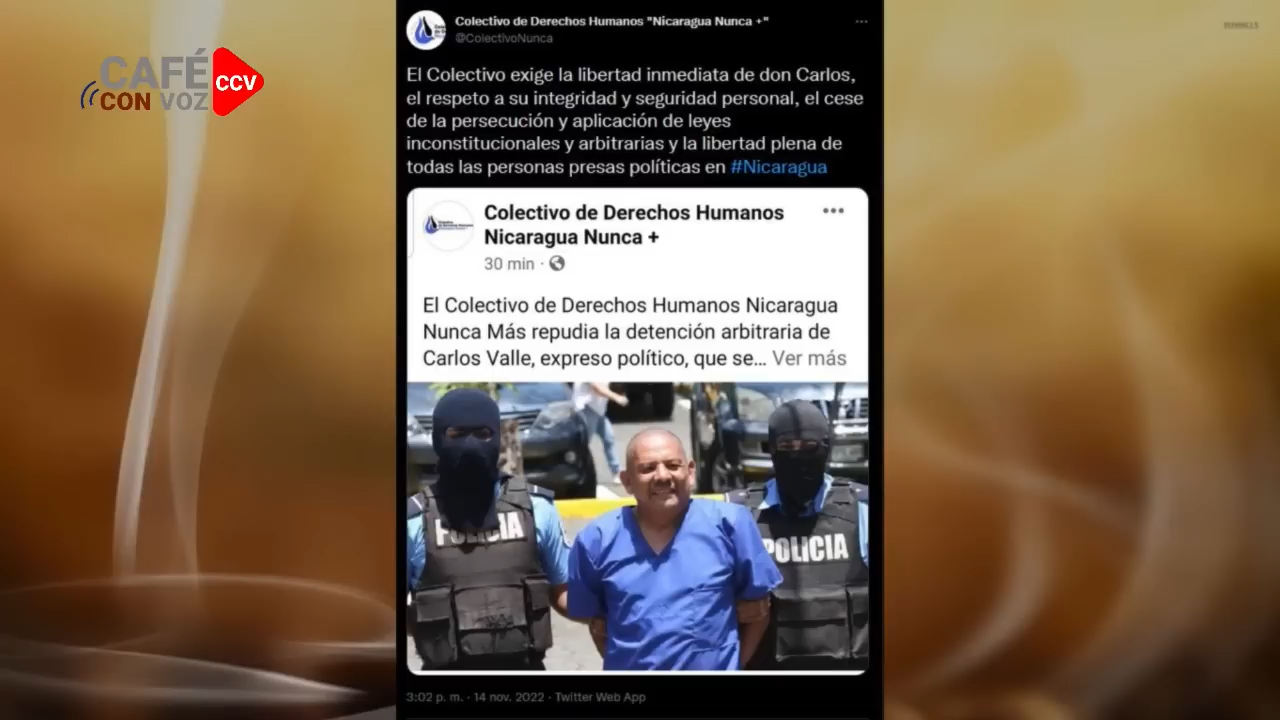 CAFÉ
CON VOZ
CCV
Colectivo de Derechos Humanos "Nicaragua Nunca +"
@ColectivoNunca
El Colectivo exige la libertad inmediata de don Carlos,
el respeto a su integridad y seguridad personal, el cese
de la persecución y aplicación de leyes
inconstitucionales y arbitrarias y la libertad plena de
todas las personas presas políticas en #Nicaragua
Colectivo de Derechos Humanos
Nicaragua Nunca +
30 min ·
El Colectivo de Derechos Humanos Nicaragua
Nunca Más repudia la detención arbitraria de
Carlos Valle, expreso político, que se... Ver más
POLICIA
POLICIA
3:02 p. m. · 14 nov. 2022 · Twitter Web App